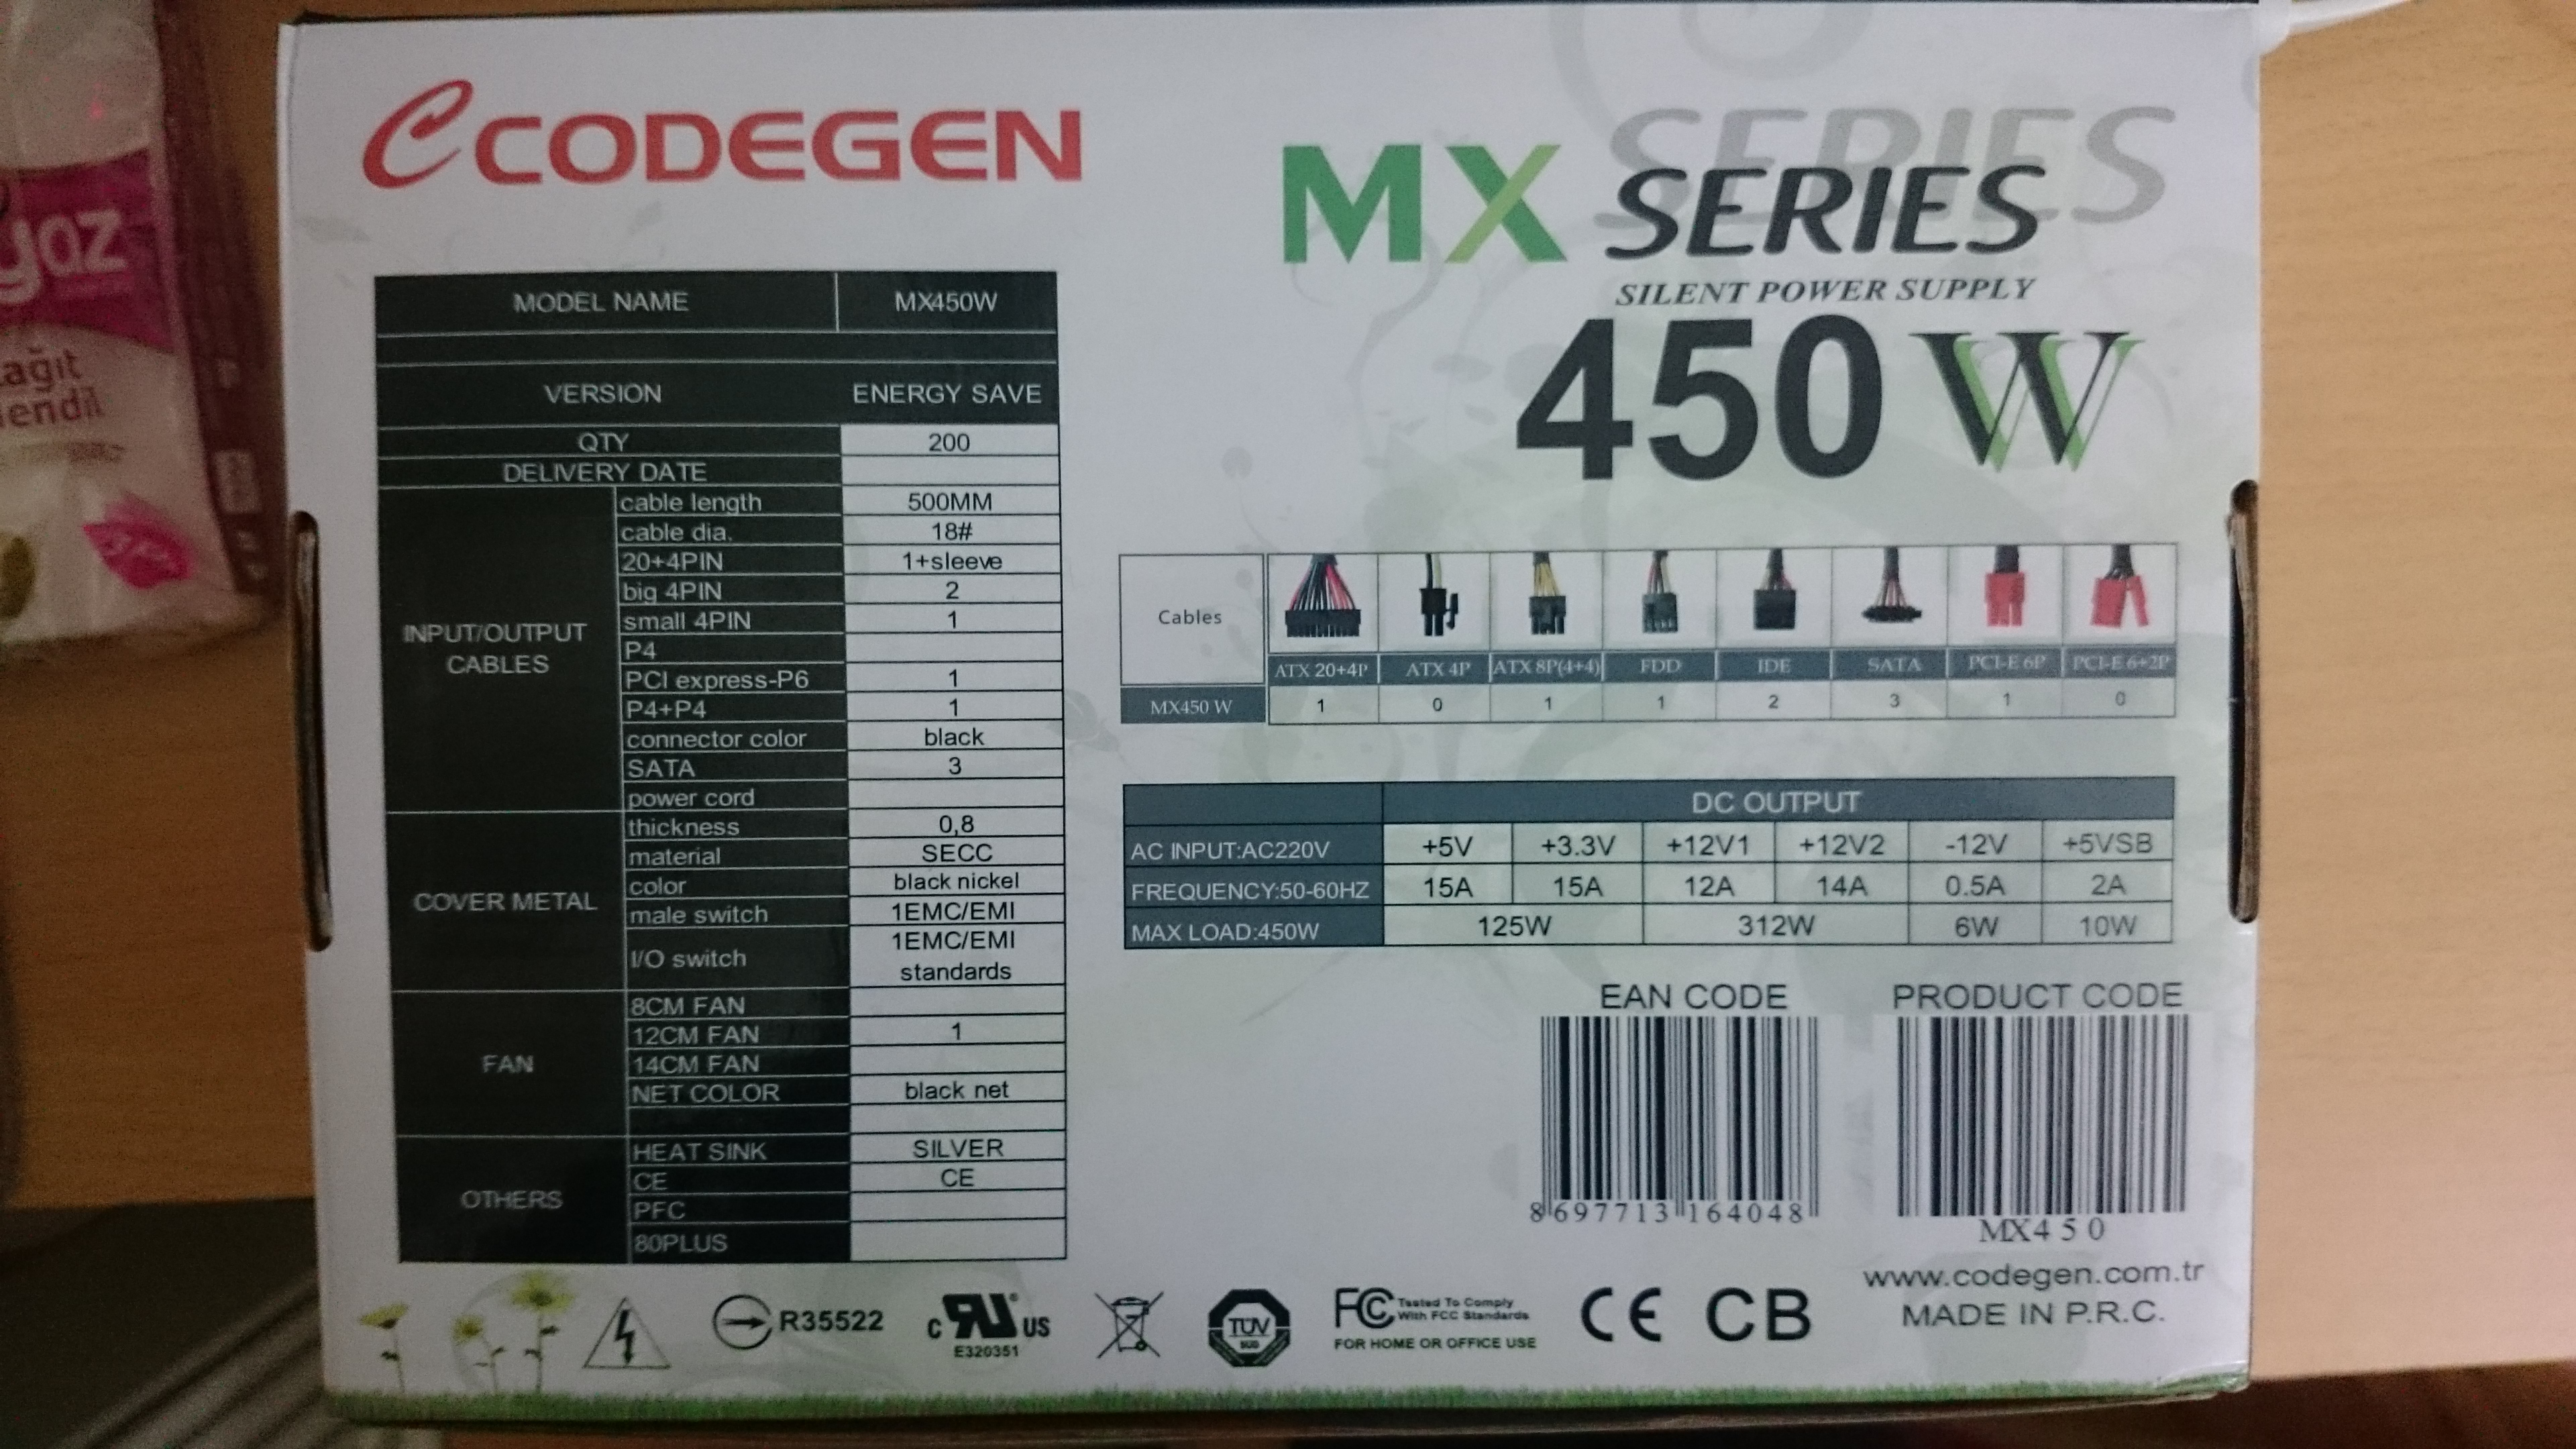 CODEGEN
MX SERIES
SERIES
SILENT POWER SUPPLY
450 W
MODEL NAME MX450W
VERSION ENERGY SAVE
QTY 200
DELIVERY DATE
INPUT/OUTPUT CABLES
cable length 500MM
cable dia. 18#
20+4PIN 1+sleeve
big 4PIN 2
small 4PIN 1
P4
PCI express-P6 1
P4+P4 1
connector color black
SATA 3
power cord
COVER METAL
thickness 0,8
material SECC
color black nickel
male switch 1EMC/EMI
I/O switch 1EMC/EMI standards
FAN
8CM FAN
12CM FAN 1
14CM FAN
NET COLOR black net
OTHERS
HEAT SINK SILVER
CE CE
PFC
80PLUS
Cables
ATX 20+4P ATX 4P ATX 8P(4+4) FDD IDE SATA PCI-E 6P PCI-E 6+2P
MX450 W 1 0 1 1 2 3 1 0
DC OUTPUT
AC INPUT:AC220V +5V +3.3V +12V1 +12V2 -12V +5VSB
FREQUENCY:50-60HZ 15A 15A 12A 14A 0.5A 2A
MAX LOAD:450W 125W 312W 6W 10W
EAN CODE
8 697713 164048
PRODUCT CODE
MX450
www.codegen.com.tr
MADE IN P.R.C.
R35522
c RU US
E320351
TÜV
SÜD
FC Tested To Comply
With FCC Standards
FOR HOME OR OFFICE USE
CE CB
yaz